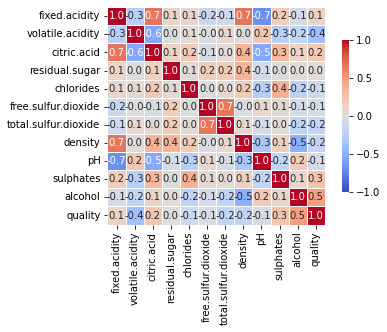 fixed.acidity 1.0 -0.3 0.7 0.1 0.1 -0.2 -0.1 0.7 -0.7 0.2 -0.1 0.1
volatile.acidity -0.3 1.0 -0.6 0.0 0.1 -0.0 0.1 0.0 0.2 -0.3 -0.2 -0.4
citric.acid 0.7 -0.6 1.0 0.1 0.2 -0.1 0.0 0.4 -0.5 0.3 0.1 0.2
residual.sugar 0.1 0.0 0.1 1.0 0.1 0.2 0.2 0.4 -0.1 0.0 0.0 0.0
chlorides 0.1 0.1 0.2 0.1 1.0 0.0 0.0 0.2 -0.3 0.4 -0.2 -0.1
free.sulfur.dioxide -0.2 -0.0 -0.1 0.2 0.0 1.0 0.7 -0.0 0.1 0.1 -0.1 -0.1
total.sulfur.dioxide -0.1 0.1 0.0 0.2 0.0 0.7 1.0 0.1 -0.1 0.0 -0.2 -0.2
density 0.7 0.0 0.4 0.4 0.2 -0.0 0.1 1.0 -0.3 0.1 -0.5 -0.2
pH -0.7 0.2 -0.5 -0.1 -0.3 0.1 -0.1 -0.3 1.0 -0.2 0.2 -0.1
sulphates 0.2 -0.3 0.3 0.0 0.4 0.1 0.0 0.1 -0.2 1.0 0.1 0.3
alcohol -0.1 -0.2 0.1 0.0 -0.2 -0.1 -0.2 -0.5 0.2 0.1 1.0 0.5
quality 0.1 -0.4 0.2 0.0 -0.1 -0.1 -0.2 -0.2 -0.1 0.3 0.5 1.0
fixed.acidity
volatile.acidity
citric.acid
residual.sugar
chlorides
free.sulfur.dioxide
total.sulfur.dioxide
density
pH
sulphates
alcohol
quality
1.0
0.5
0.0
−0.5
−1.0